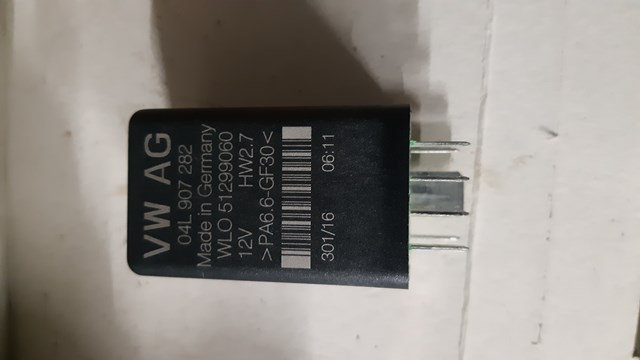 VW AG
04L 907 282
Made in Germany
WLO 51299060
12V HW2.7
>PA6.6-GF30<
301/16 06:11